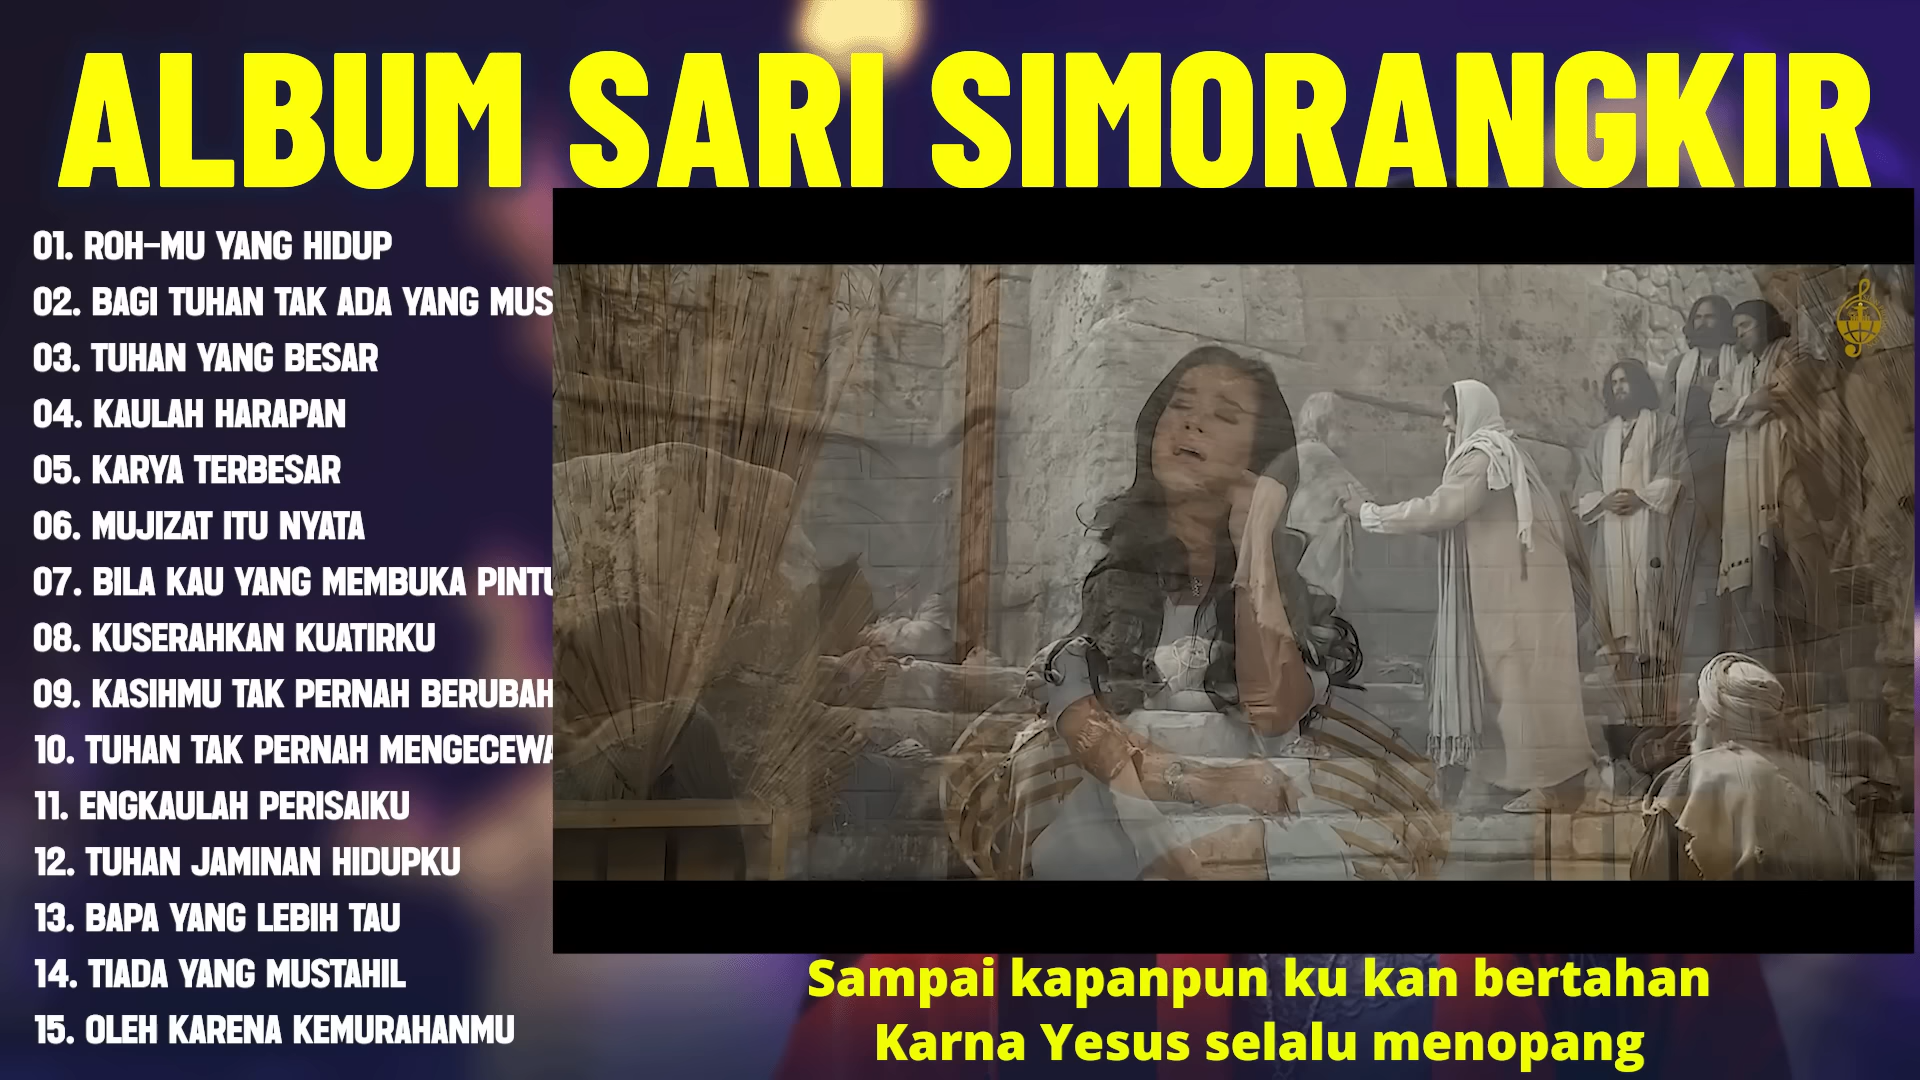 ALBUM SARI SIMORANGKIR
01. ROH-MU YANG HIDUP
02. BAGI TUHAN TAK ADA YANG MUS
03. TUHAN YANG BESAR
04. KAULAH HARAPAN
05. KARYA TERBESAR
06. MUJIZAT ITU NYATA
07. BILA KAU YANG MEMBUKA PINTU
08. KUSERAHKAN KUATIRKU
09. KASIHMU TAK PERNAH BERUBAH
10. TUHAN TAK PERNAH MENGECEWA
11. ENGKAULAH PERISAIKU
12. TUHAN JAMINAN HIDUPKU
13. BAPA YANG LEBIH TAU
14. TIADA YANG MUSTAHIL
15. OLEH KARENA KEMURAHANMU
Sampai kapanpun ku kan bertahan
Karna Yesus selalu menopang